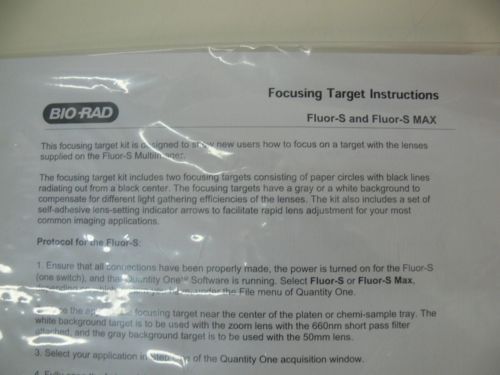 Focusing Target Instructions
BIO-RAD
Fluor-S and Fluor-S MAX
This focusing target kit is designed to show new users how to focus on a target with the lenses
supplied on the Fluor-S MultiImager.
The focusing target kit includes two focusing targets consisting of paper circles with black lines
radiating out from a black center. The focusing targets have a gray or a white background to
compensate for different light gathering efficiencies of the lenses. The kit also includes a set of
self-adhesive lens-setting indicator arrows to facilitate rapid lens adjustment for your most
common imaging applications.
Protocol for the Fluor-S:
1. Ensure that all connections have been properly made, the power is turned on for the Fluor-S
(one switch), and that Quantity One™ Software is running. Select Fluor-S or Fluor-S Max,
under the File menu of Quantity One.
the focusing target near the center of the platen or chemi-sample tray. The
white background target is to be used with the zoom lens with the 660nm short pass filter
attached, and the gray background target is to be used with the 50mm lens.
3. Select your application in step of the Quantity One acquisition window.
4.